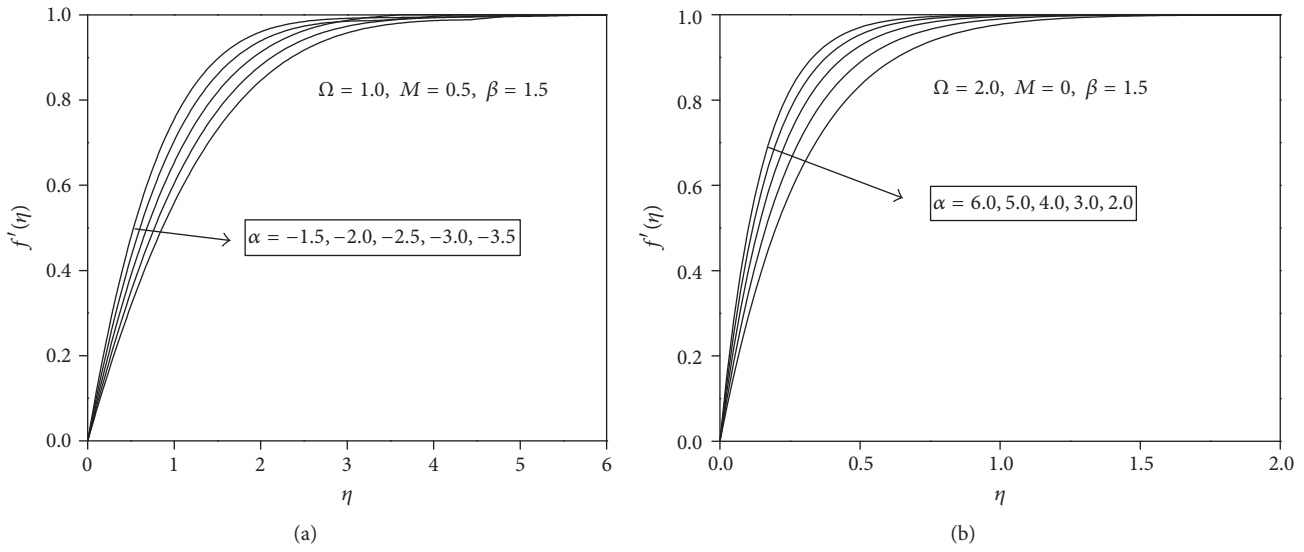 1.0
0.8
0.6
0.4
0.2
0.0
f′(η)
Ω = 1.0, M = 0.5, β = 1.5
α = −1.5, −2.0, −2.5, −3.0, −3.5
0 1 2 3 4 5 6
η
(a)
1.0
0.8
0.6
0.4
0.2
0.0
f′(η)
Ω = 2.0, M = 0, β = 1.5
α = 6.0, 5.0, 4.0, 3.0, 2.0
0.0 0.5 1.0 1.5 2.0
η
(b)